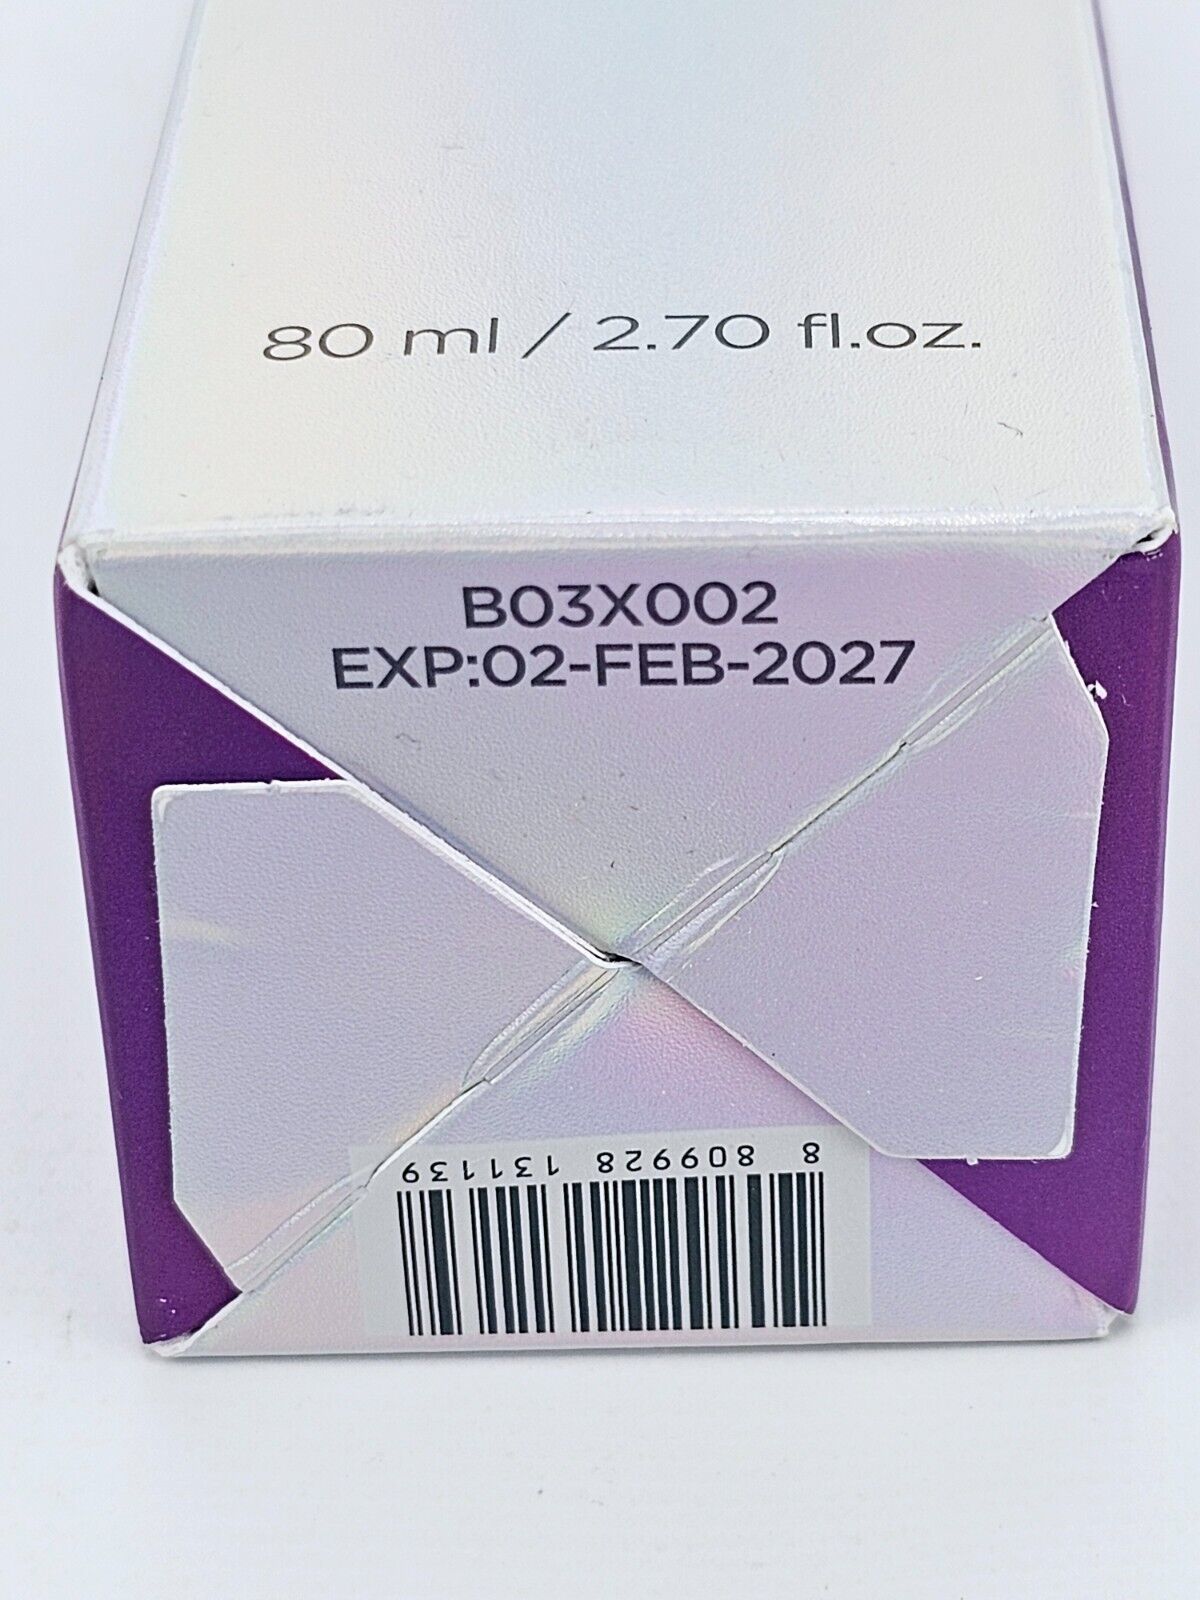 80 ml / 2.70 fl.oz.
B03X002
EXP:02-FEB-2027
8 809928 131139